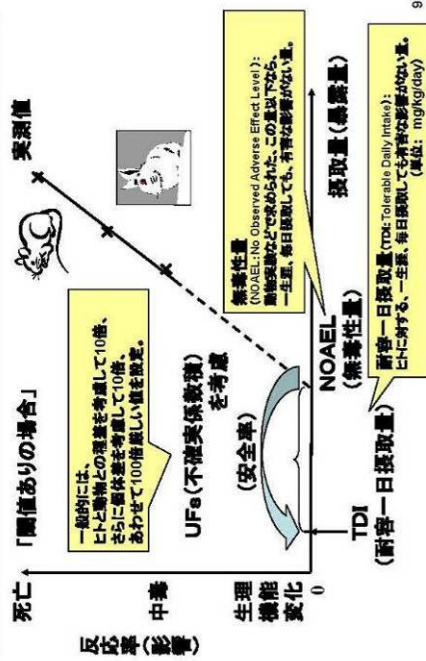 「閾値ありの場合」
反応率(影響)
死亡
中毒
生理
機能
変化
0
一般的には、
ヒトと動物との種差を考慮して10倍、
さらに個体差を考慮して10倍、
あわせて100倍厳しい値を設定。
実測値
UFs(不確実係数積)
を考慮
(安全率)
無毒性量
(NOAEL:No Observed Adverse Effect Level):
動物実験などで求められた、この量以下なら、
一生涯、毎日摂取しても、有害な影響がない量。
TDI
(耐容一日摂取量)
NOAEL
(無毒性量)
摂取量(暴露量)
耐容一日摂取量(TDI:Tolerable Daily Intake):
ヒトに対する、一生涯、毎日摂取しても有害な影響がない量。
(単位: mg/kg/day)
9